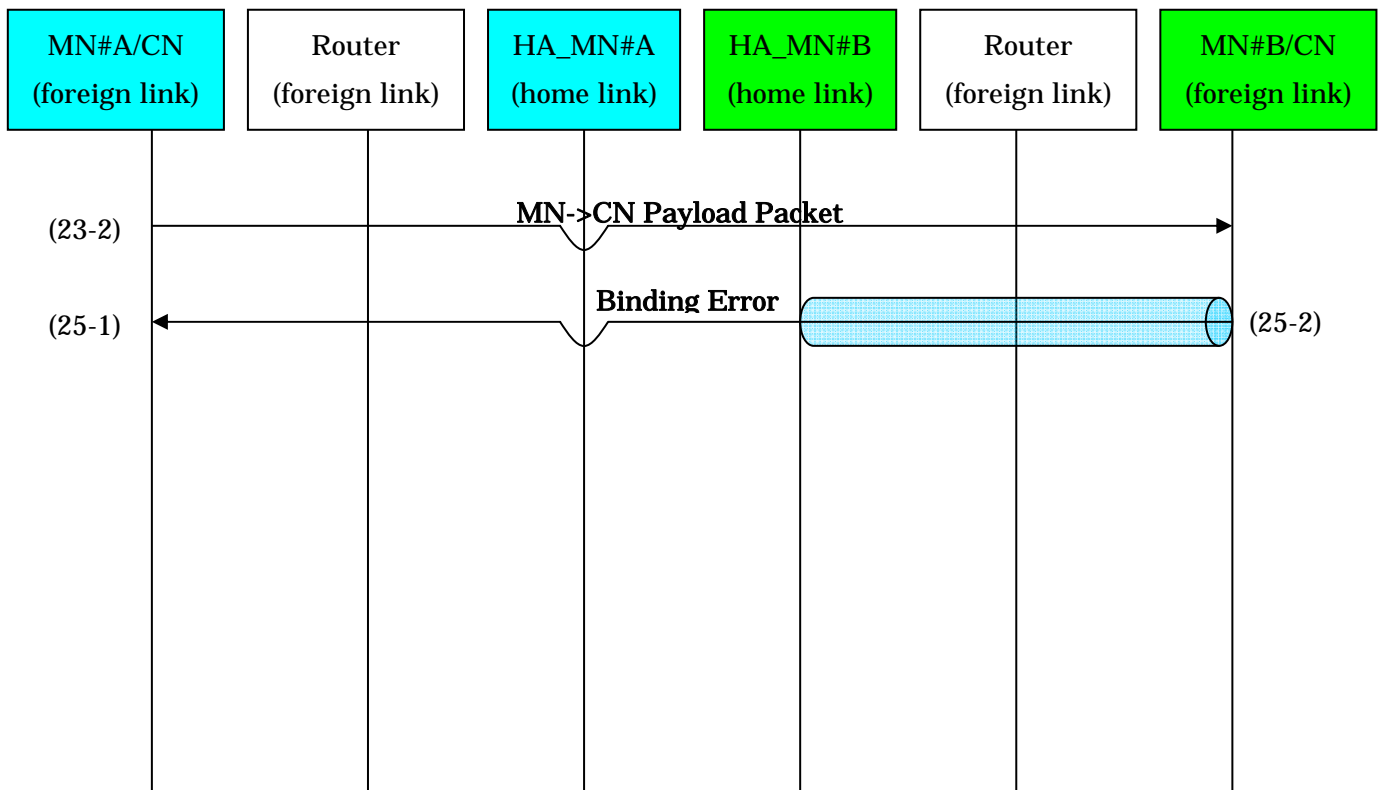 MN#A/CN
(foreign link)
Router
(foreign link)
HA_MN#A
(home link)
HA_MN#B
(home link)
Router
(foreign link)
MN#B/CN
(foreign link)
(23-2)
MN->CN Payload Packet
(25-1)
Binding Error
(25-2)